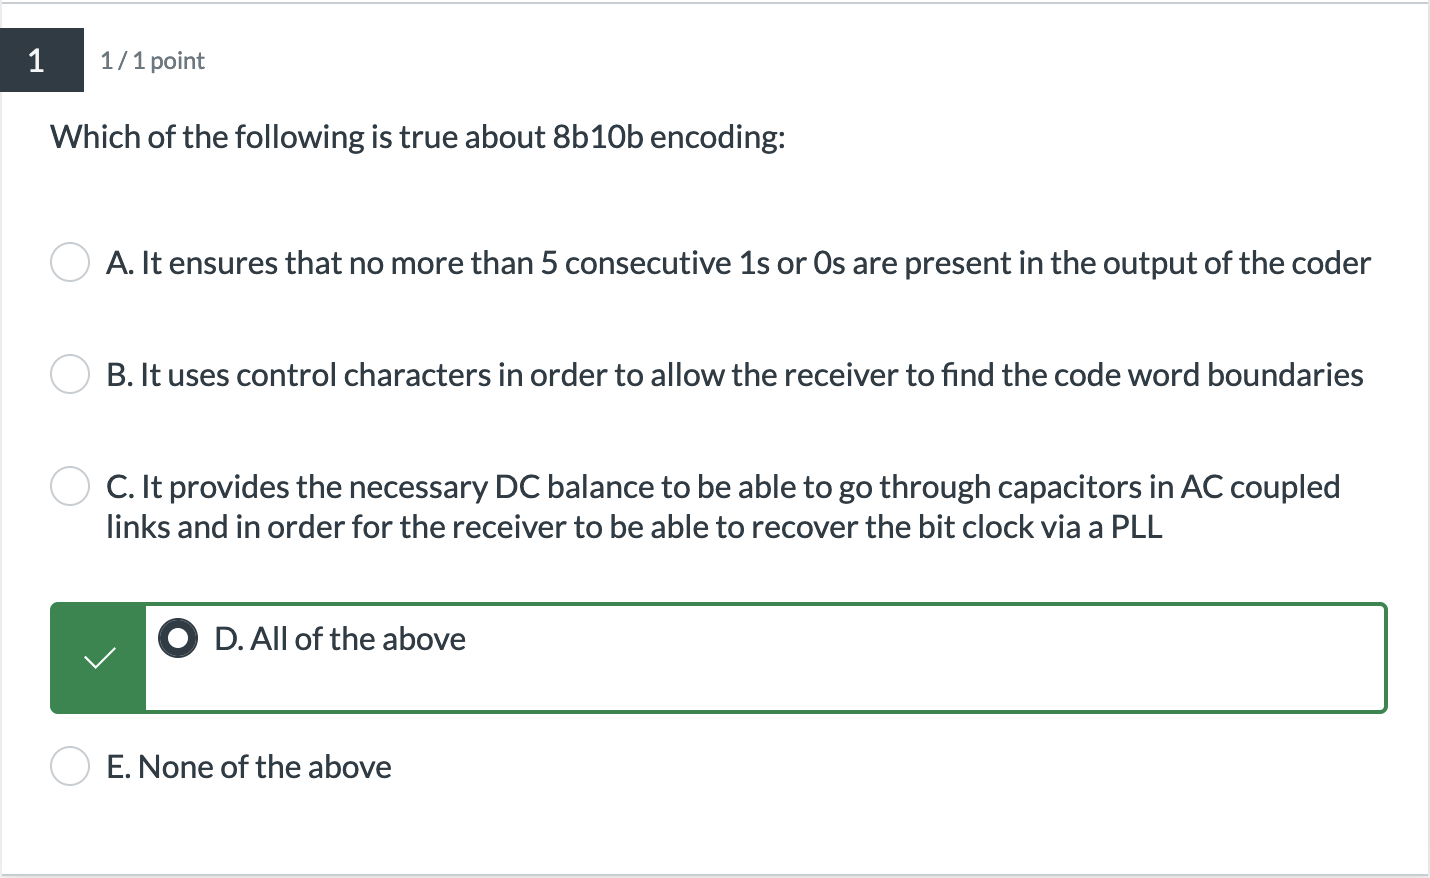 1
1 / 1 point
Which of the following is true about 8b10b encoding:
A. It ensures that no more than 5 consecutive 1s or 0s are present in the output of the coder
B. It uses control characters in order to allow the receiver to find the code word boundaries
C. It provides the necessary DC balance to be able to go through capacitors in AC coupled
links and in order for the receiver to be able to recover the bit clock via a PLL
D. All of the above
E. None of the above